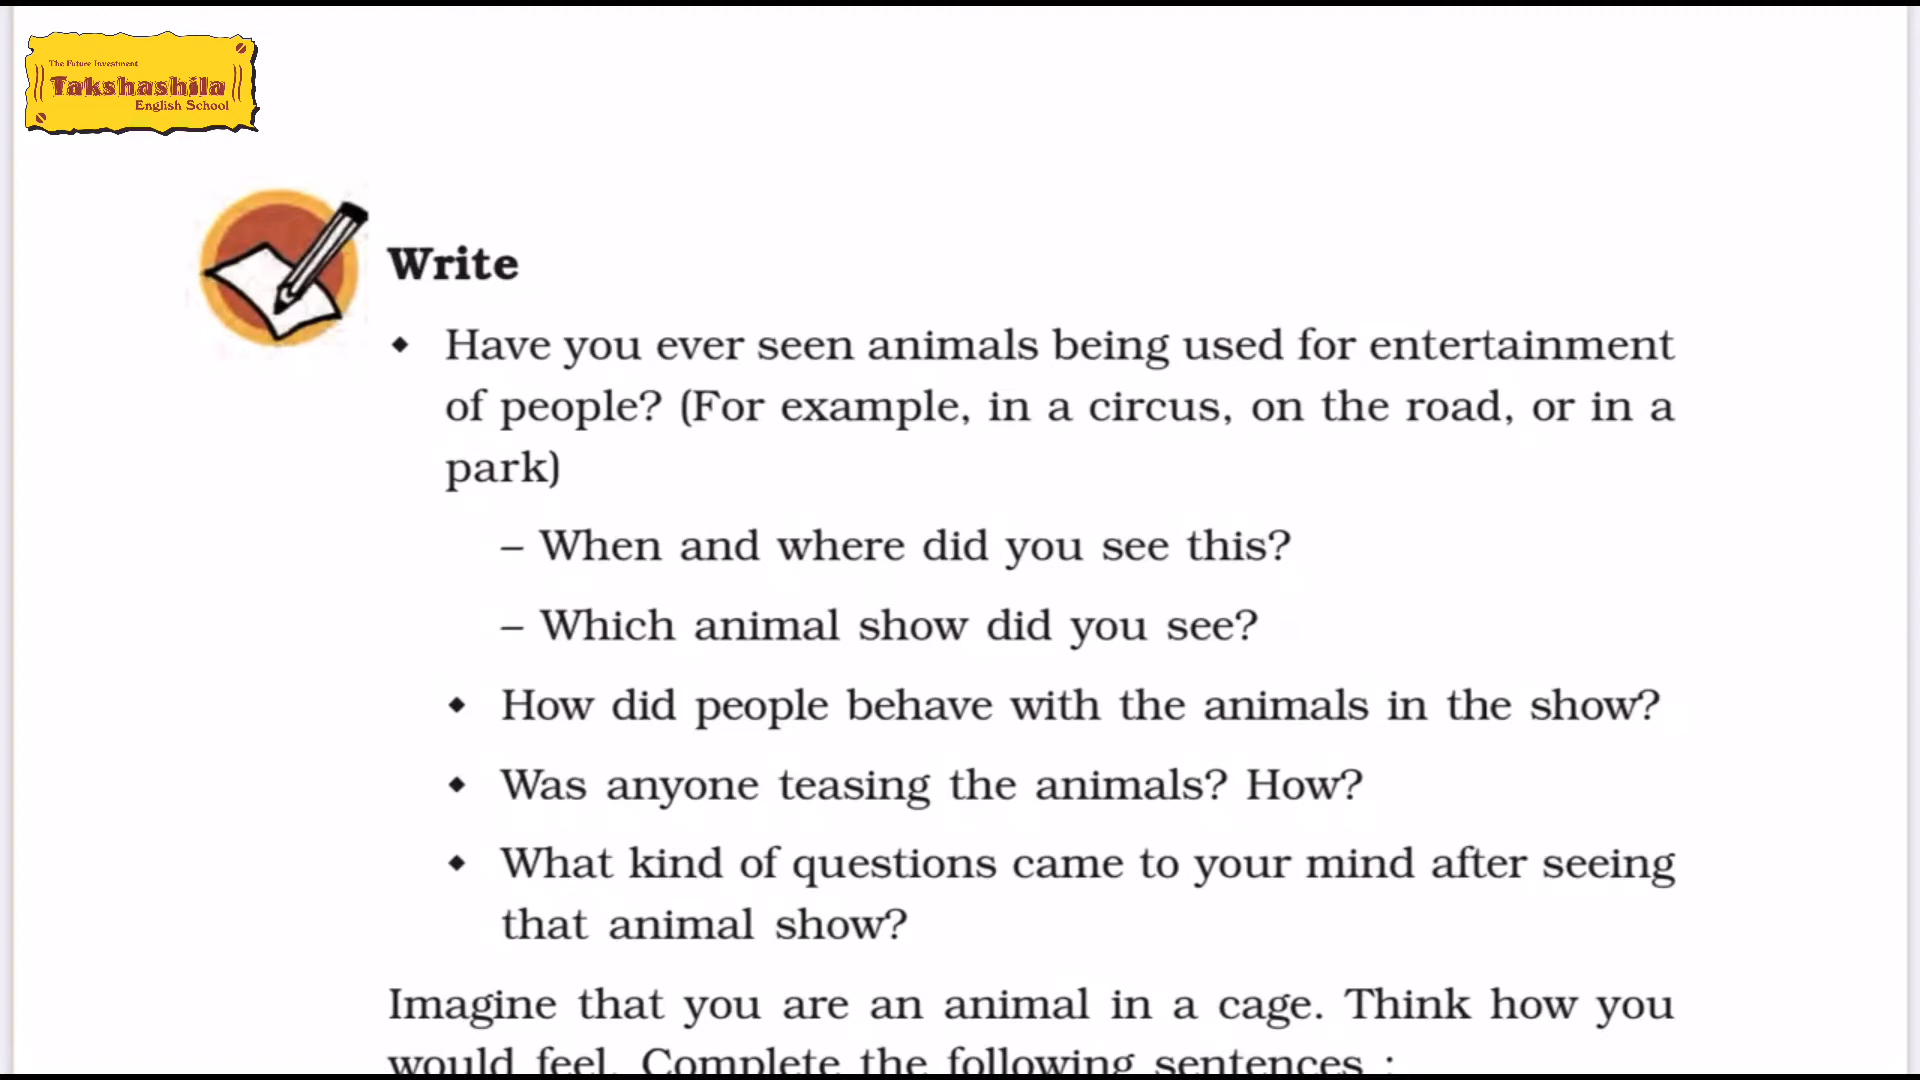 The Future Investment
Takshashila
English School
Write
◆ Have you ever seen animals being used for entertainment
of people? (For example, in a circus, on the road, or in a
park)
– When and where did you see this?
– Which animal show did you see?
◆ How did people behave with the animals in the show?
◆ Was anyone teasing the animals? How?
◆ What kind of questions came to your mind after seeing
that animal show?
Imagine that you are an animal in a cage. Think how you
would feel. Complete the following sentences :